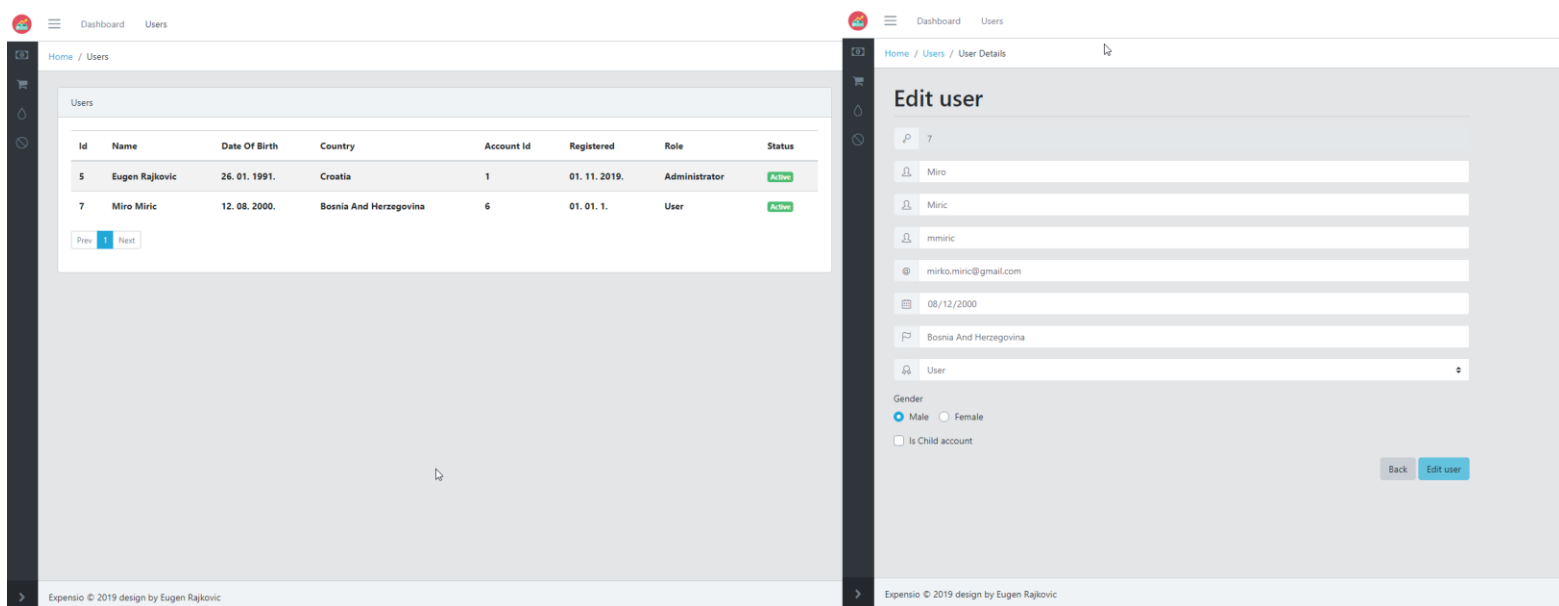 Dashboard Users
Home / Users
Users
Id Name Date Of Birth Country Account Id Registered Role Status
5 Eugen Rajkovic 26. 01. 1991. Croatia 1 01. 11. 2019. Administrator Active
7 Miro Miric 12. 08. 2000. Bosnia And Herzegovina 6 01. 01. 1. User Active
Prev 1 Next
Expensio © 2019 design by Eugen Rajkovic
Dashboard Users
Home / Users / User Details
Edit user
7
Miro
Miric
mmiric
@ mirko.miric@gmail.com
08/12/2000
Bosnia And Herzegovina
User
Gender
Male Female
Is Child account
Back Edit user
Expensio © 2019 design by Eugen Rajkovic